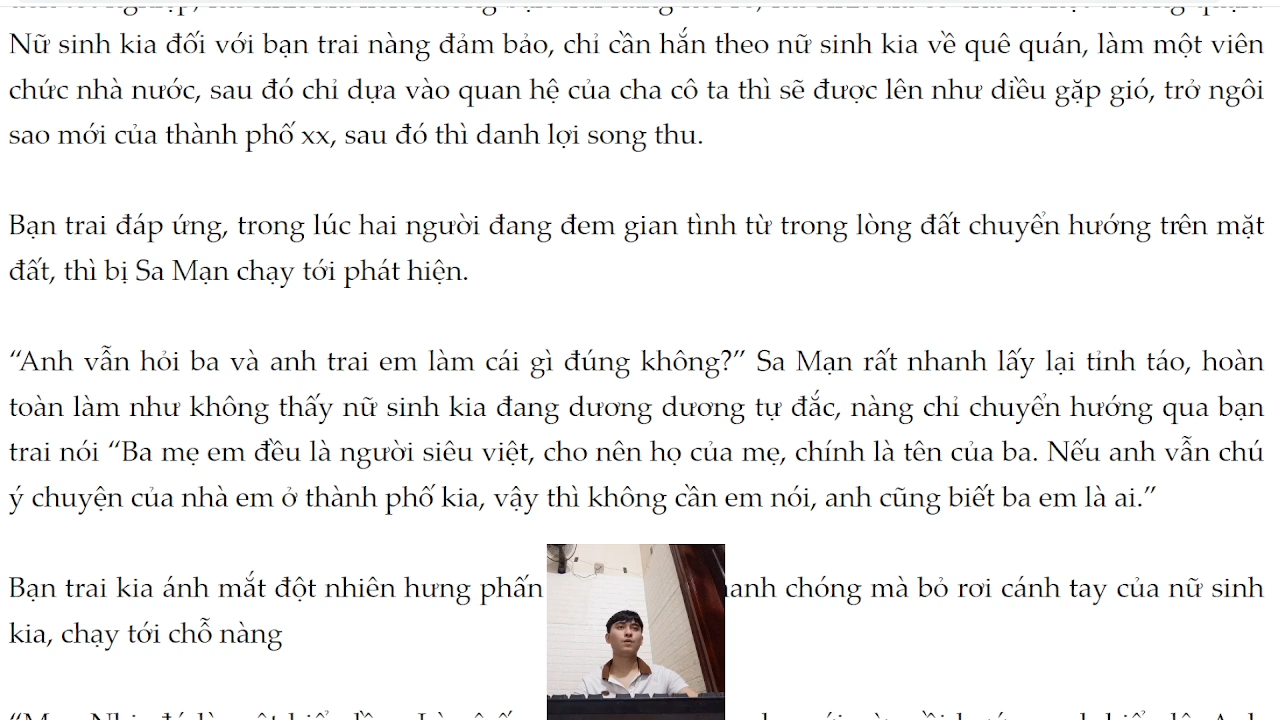 Nữ sinh kia đối với bạn trai nàng đảm bảo, chỉ cần hắn theo nữ sinh kia về quê quán, làm một viên
chức nhà nước, sau đó chỉ dựa vào quan hệ của cha cô ta thì sẽ được lên như diều gặp gió, trở ngôi
sao mới của thành phố xx, sau đó thì danh lợi song thu.
Bạn trai đáp ứng, trong lúc hai người đang đem gian tình từ trong lòng đất chuyển hướng trên mặt
đất, thì bị Sa Mạn chạy tới phát hiện.
“Anh vẫn hỏi ba và anh trai em làm cái gì đúng không?” Sa Mạn rất nhanh lấy lại tỉnh táo, hoàn
toàn làm như không thấy nữ sinh kia đang dương dương tự đắc, nàng chỉ chuyển hướng qua bạn
trai nói “Ba mẹ em đều là người siêu việt, cho nên họ của mẹ, chính là tên của ba. Nếu anh vẫn chú
ý chuyện của nhà em ở thành phố kia, vậy thì không cần em nói, anh cũng biết ba em là ai.”
Bạn trai kia ánh mắt đột nhiên hưng phấn chóng mà bỏ rơi cánh tay của nữ sinh
kia, chạy tới chỗ nàng